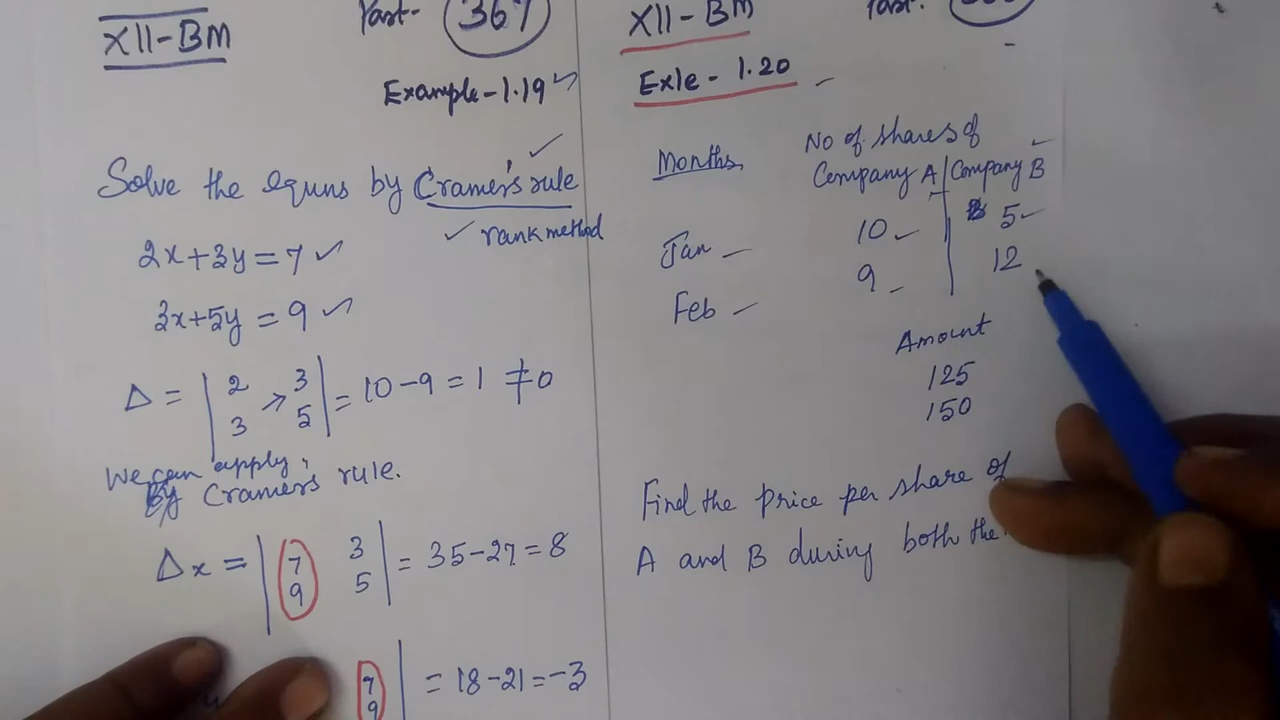 XII-BM
Part- 367
Example-1.19
Solve the equns by Cramer's rule
rank method
2x+3y=7
3x+5y=9
Δ = | 2 → 3 | = 10-9=1 ≠0
3 5
We can apply,
By Cramer's rule.
Δx = | 7 3 | = 35-27=8
9 5
7 | = 18-21=-3
9
XII-BM
Part.
Exle-1.20
No of shares of
Months Company A | Company B
Jan 10 5
Feb 9 12
Amount
125
150
Find the price per share of
A and B during both the